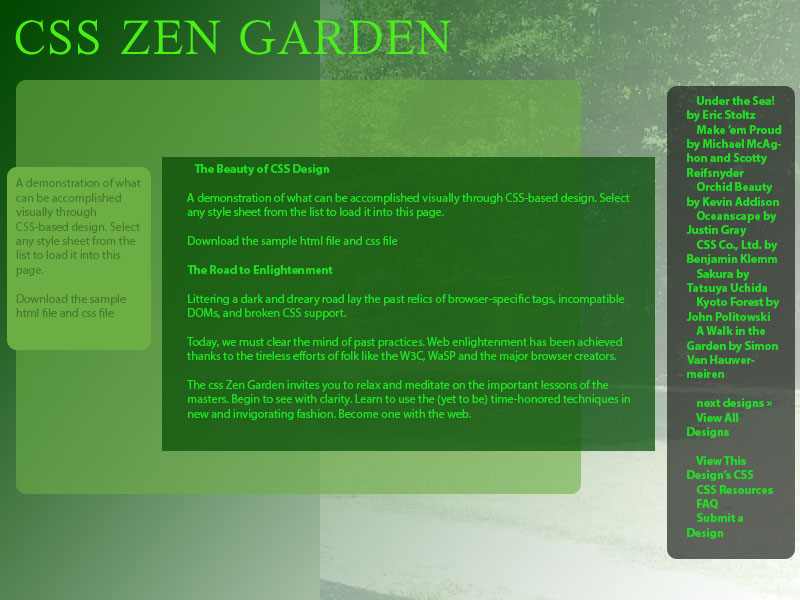 CSS ZEN GARDEN
A demonstration of what
can be accomplished
visually through
CSS-based design. Select
any style sheet from the
list to load it into this
page.
Download the sample
html file and css file
The Beauty of CSS Design
A demonstration of what can be accomplished visually through CSS-based design. Select
any style sheet from the list to load it into this page.
Download the sample html file and css file
The Road to Enlightenment
Littering a dark and dreary road lay the past relics of browser-specific tags, incompatible
DOMs, and broken CSS support.
Today, we must clear the mind of past practices. Web enlightenment has been achieved
thanks to the tireless efforts of folk like the W3C, WaSP and the major browser creators.
The css Zen Garden invites you to relax and meditate on the important lessons of the
masters. Begin to see with clarity. Learn to use the (yet to be) time-honored techniques in
new and invigorating fashion. Become one with the web.
Under the Sea!
by Eric Stoltz
Make 'em Proud
by Michael McAg-
hon and Scotty
Reifsnyder
Orchid Beauty
by Kevin Addison
Oceanscape by
Justin Gray
CSS Co., Ltd. by
Benjamin Klemm
Sakura by
Tatsuya Uchida
Kyoto Forest by
John Politowski
A Walk in the
Garden by Simon
Van Hauwer-
meiren
next designs »
View All
Designs
View This
Design's CSS
CSS Resources
FAQ
Submit a
Design